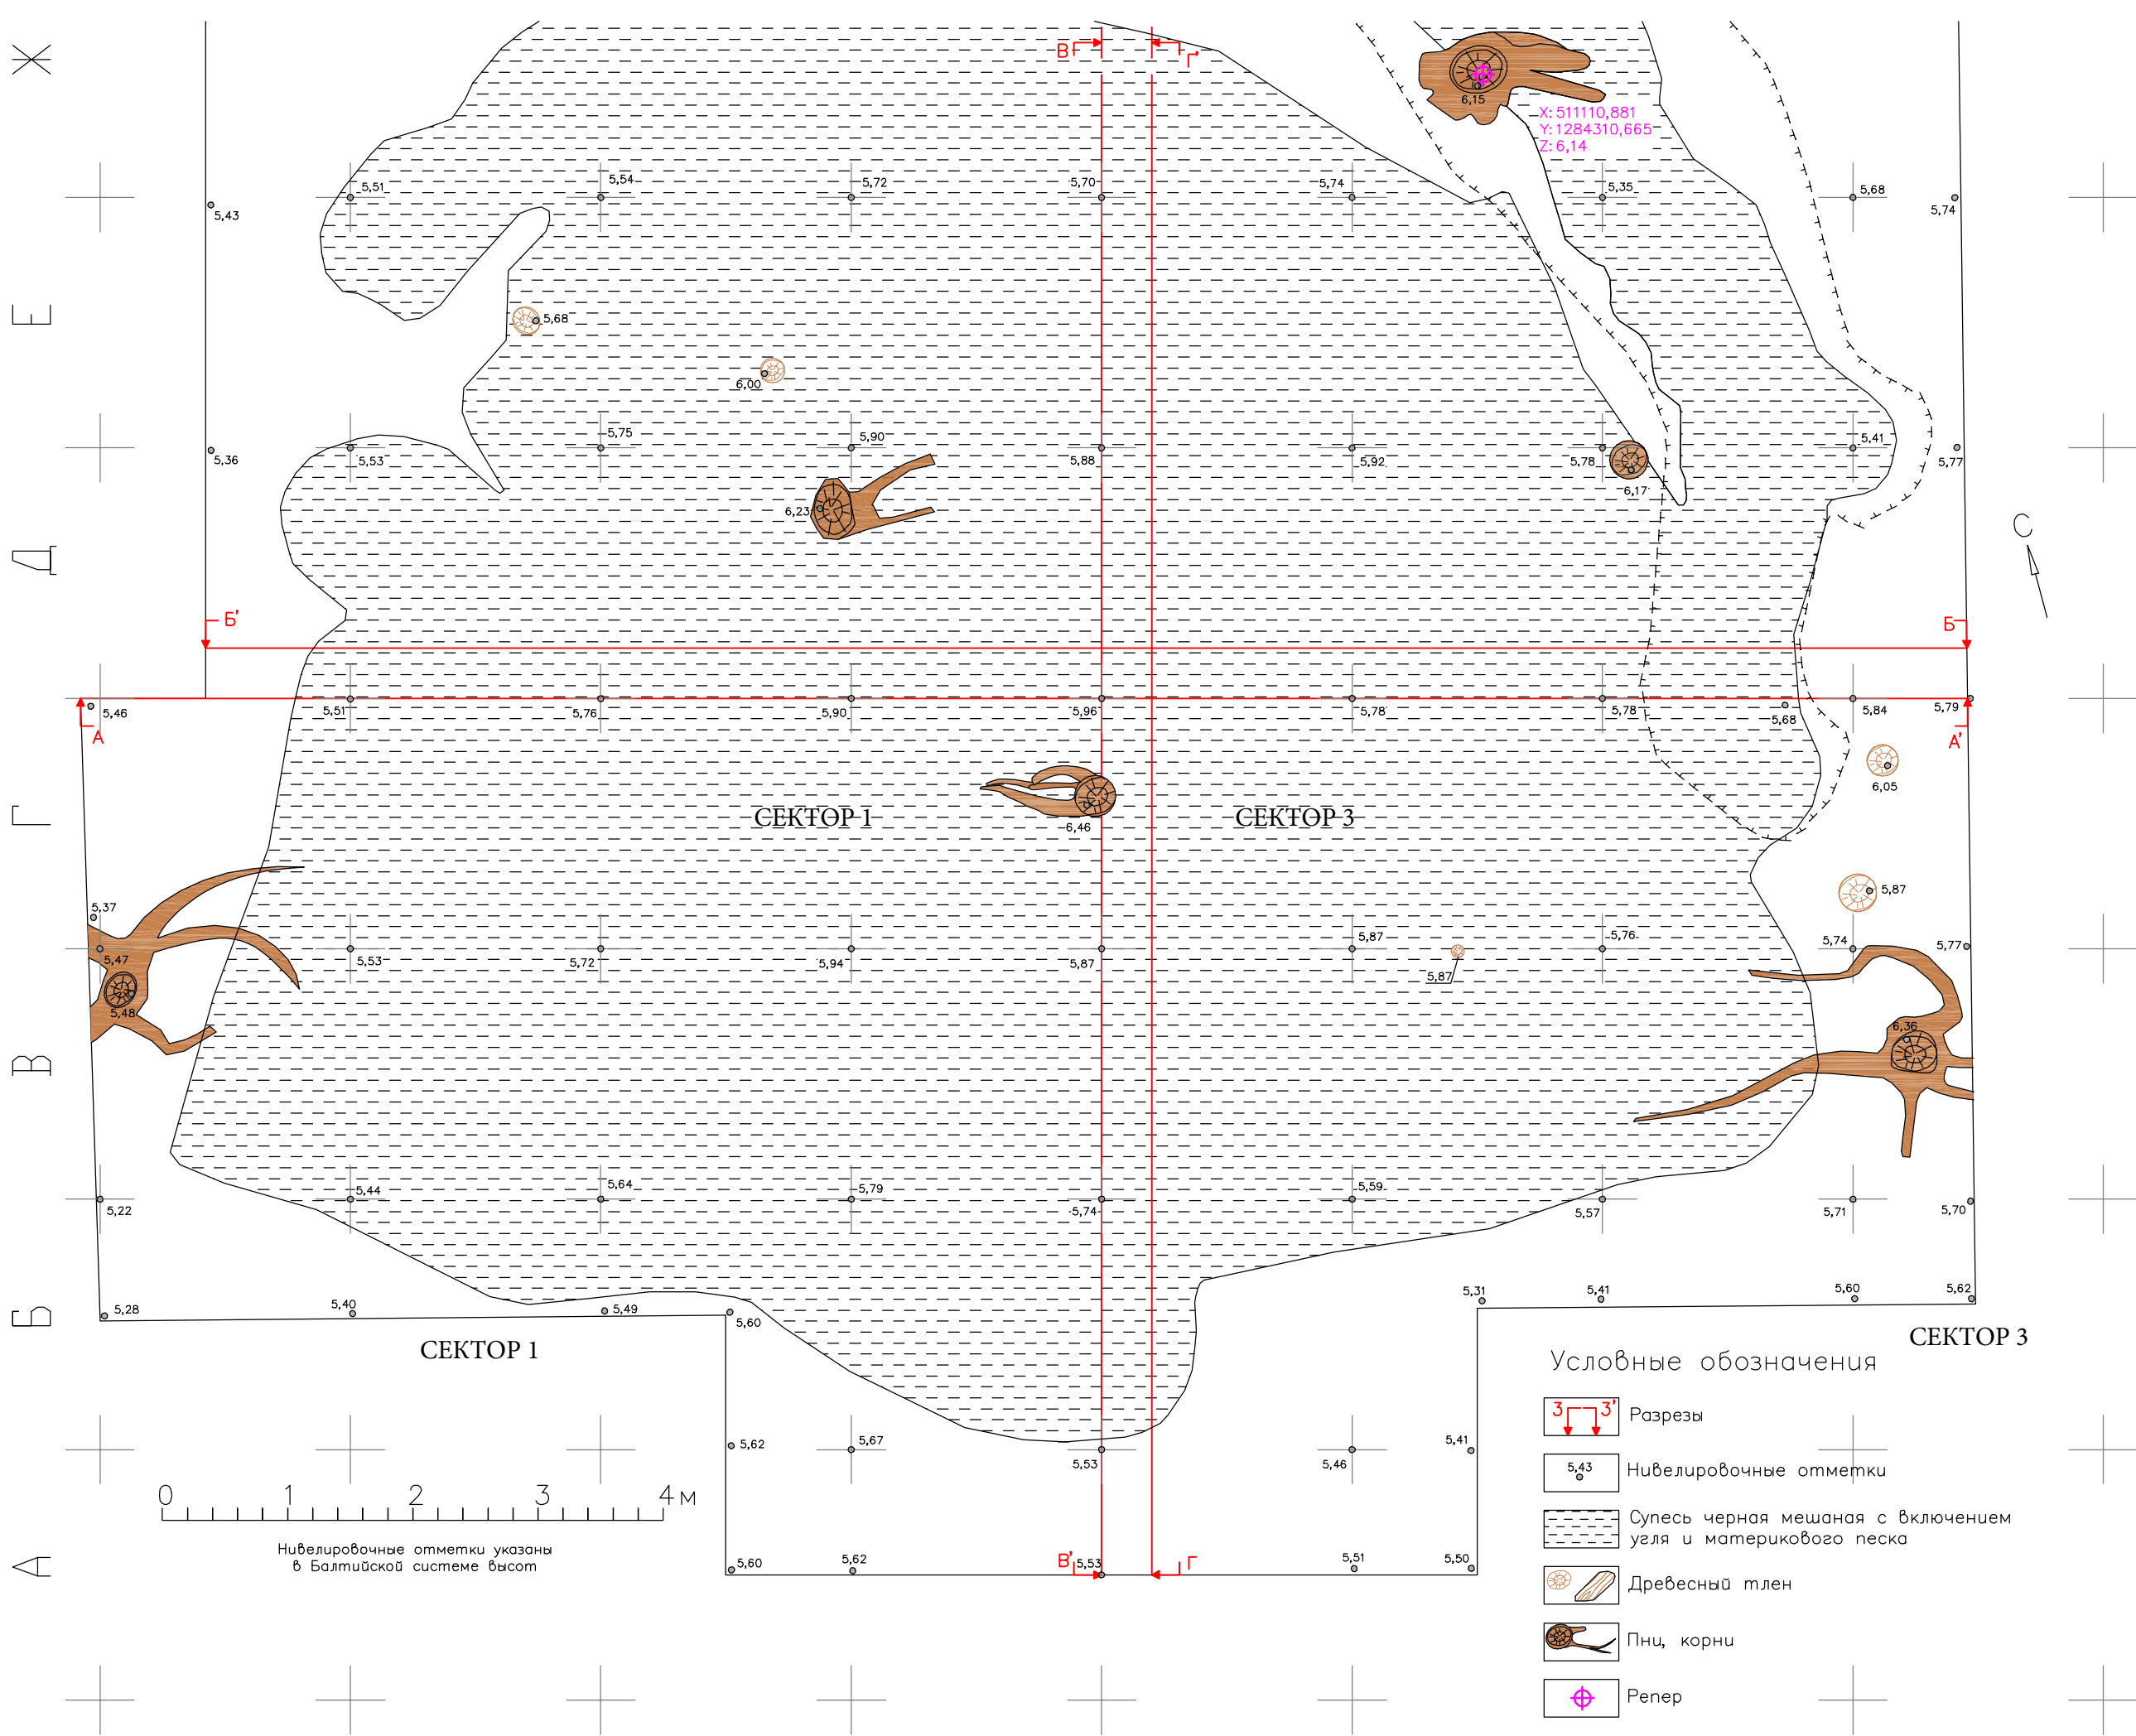 Ж
В
Г'
6,15
X: 511110,881
Y: 1284310,665
Z: 6,14
5,51
5,54
5,72
5,70
5,74
5,35
5,68
5,74
5,43
Е
5,68
6,00
5,36
5,53
5,75
5,90
5,88
5,92
5,78
5,41
5,77
6,17
6,23
С
Д
Б'
Б
5,46
5,51
5,76
5,90
5,96
5,78
5,78
5,68
5,84
5,79
А
А'
6,05
Г
СЕКТОР 1
СЕКТОР 3
6,46
5,37
5,87
5,47
5,53
5,72
5,94
5,87
5,87
5,87
5,76
5,74
5,77
5,48
6,36
В
5,22
5,44
5,64
5,79
5,74
5,59
5,57
5,71
5,70
Б
5,28
5,40
5,49
5,60
5,31
5,41
5,60
5,62
СЕКТОР 1
СЕКТОР 3
5,62
5,67
5,53
5,46
5,41
0 1 2 3 4 м
Нивелировочные отметки указаны
в Балтийской системе высот
А
5,60
5,62
В'
5,53
Г
5,51
5,50
Условные обозначения
3 3'
Разрезы
5,43
Нивелировочные отметки
Супесь черная мешаная с включением
угля и материкового песка
Древесный тлен
Пни, корни
Репер